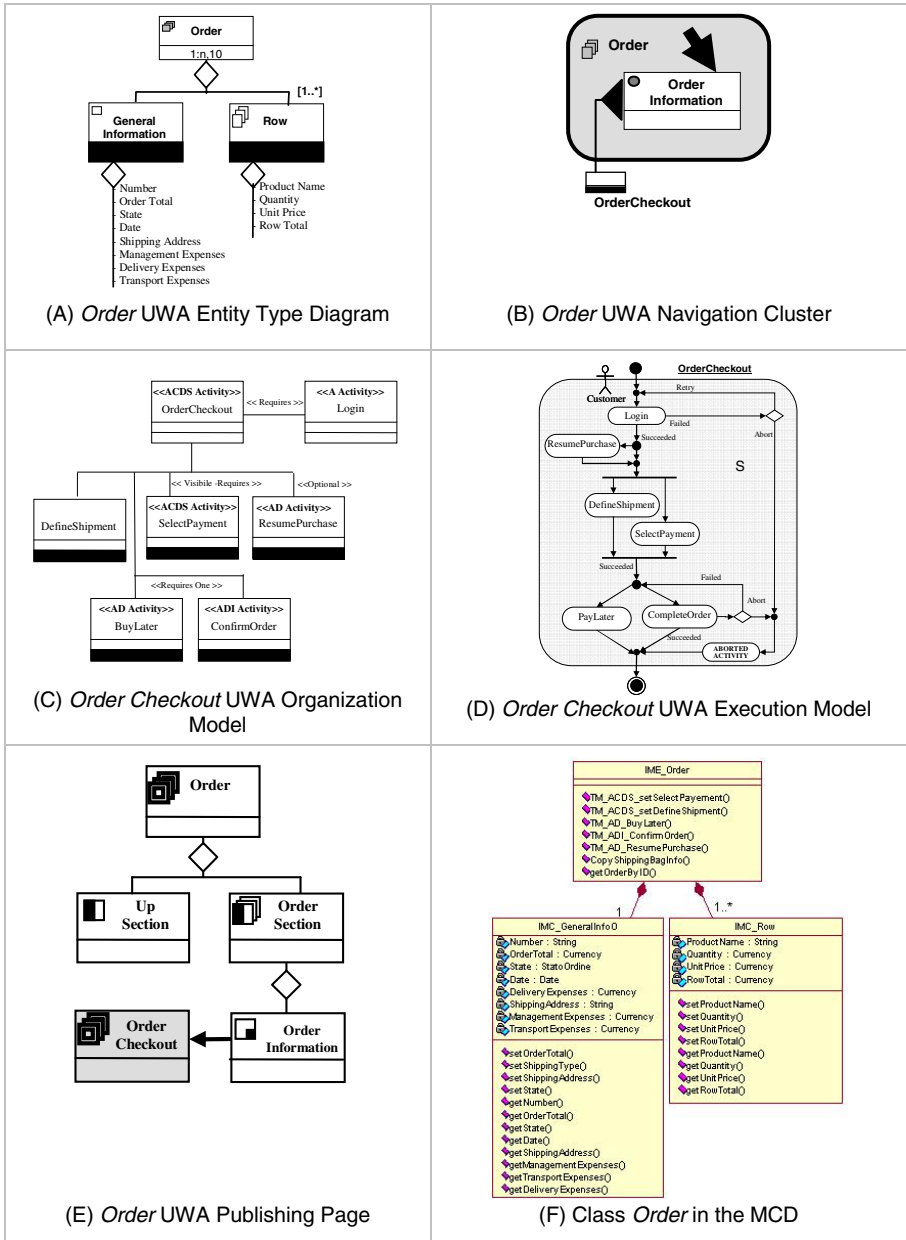 Order
1:n,10
[1..*]
General
Information
Row
- Number
- Order Total
- State
- Date
- Shipping Address
- Management Expenses
- Delivery Expenses
- Transport Expenses
- Product Name
- Quantity
- Unit Price
- Row Total
(A) Order UWA Entity Type Diagram
Order
Order
Information
OrderCheckout
(B) Order UWA Navigation Cluster
<<ACDS Activity>>
OrderCheckout
<< Requires >>
<<A Activity>>
Login
<< Visibile -Requires >>
<<Optional >>
DefineShipment
<<ACDS Activity>>
SelectPayment
<<AD Activity>>
ResumePurchase
<<Requires One >>
<<AD Activity>>
BuyLater
<<ADI Activity>>
ConfirmOrder
(C) Order Checkout UWA Organization
Model
OrderCheckout
Customer
Retry
Login
Failed
Succeeded
Abort
ResumePurchase
S
DefineShipment
SelectPayment
Succeeded
Failed
Abort
PayLater
CompleteOrder
Succeeded
ABORTED
ACTIVITY
(D) Order Checkout UWA Execution Model
Order
Up
Section
Order
Section
Order
Checkout
Order
Information
(E) Order UWA Publishing Page
IME_Order
TM_ACDS_setSelectPayement()
TM_ACDS_setDefineShipment()
TM_AD_BuyLater()
TM_ADI_ConfirmOrder()
TM_AD_ResumePurchase()
CopyShippingBagInfo()
getOrderByID()
1
1..*
IMC_GeneralInfoO
Number : String
OrderTotal : Currency
State : StatoOrdine
Date : Date
DeliveryExpenses : Currency
ShippingAddress : String
ManagementExpenses : Currency
TransportExpenses : Currency
setOrderTotal()
setShippingType()
setShippingAddress()
setState()
getNumber()
getOrderTotal()
getState()
getDate()
getShippingAddress()
getManagementExpenses()
getTransportExpenses()
getDeliveryExpenses()
IMC_Row
ProductName : String
Quantity : Currency
UnitPrice : Currency
RowTotal : Currency
setProductName()
setQuantity()
setUnitPrice()
setRowTotal()
getProductName()
getQuantity()
getUnitPrice()
getRowTotal()
(F) Class Order in the MCD